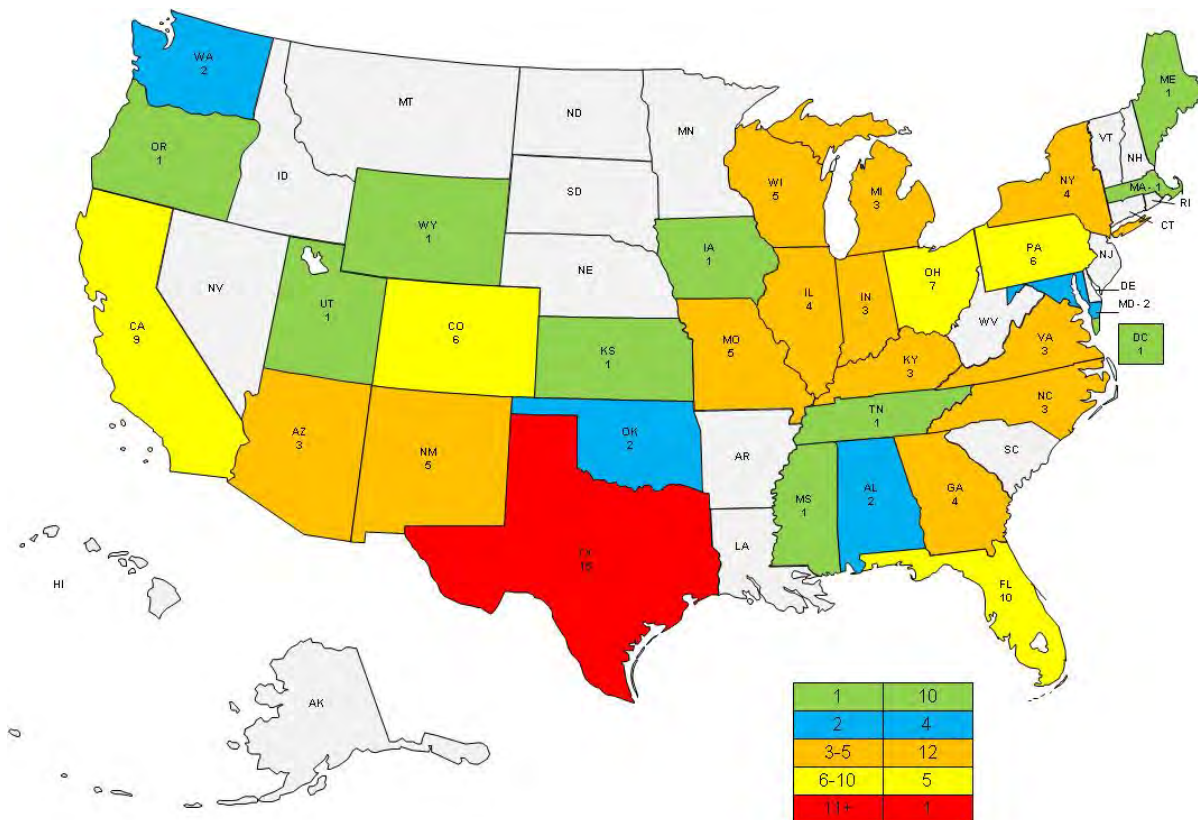 WA
2
MT
ND
MN
ME
1
VT
NH
OR
1
ID
SD
WI
5
MI
3
NY
4
MA - 1
RI
CT
WY
1
IA
1
NE
PA
6
NJ
OH
7
DE
MD - 2
NV
UT
1
CO
6
IL
4
IN
3
WV
CA
9
KS
1
MO
5
KY
3
VA
3
DC
1
AZ
3
NM
5
OK
2
TN
1
NC
3
AR
SC
MS
1
AL
2
GA
4
TX
15
LA
HI
FL
10
AK
1 10
2 4
3-5 12
6-10 5
11+ 1